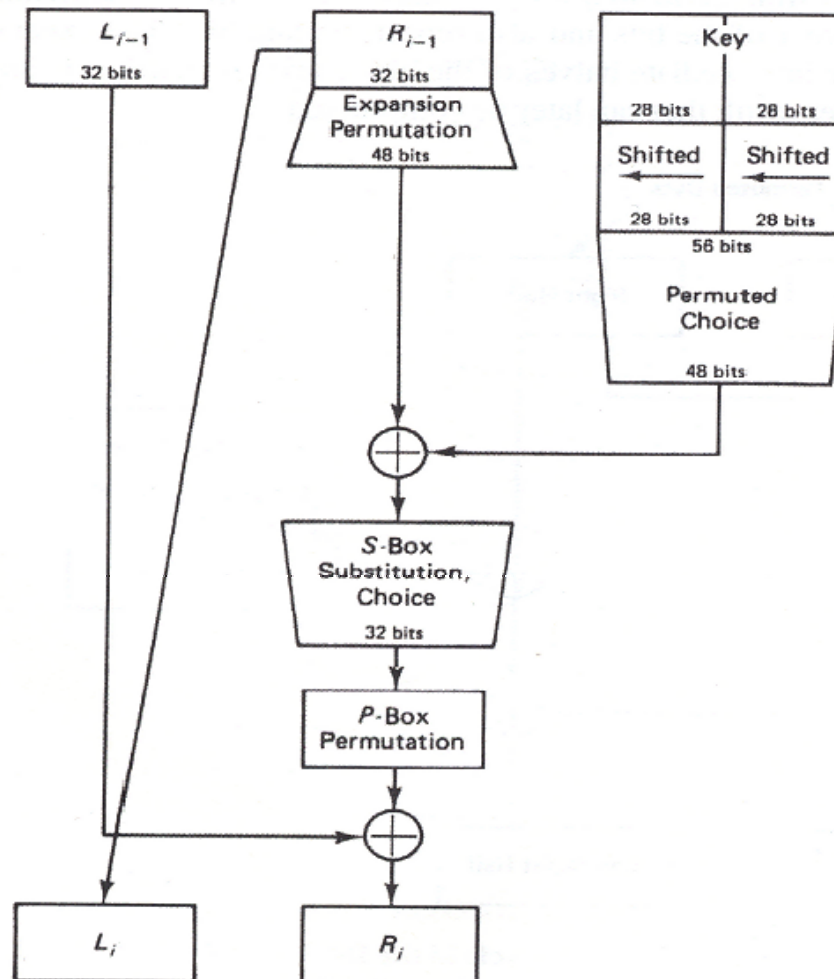 L_{i-1}
32 bits
R_{i-1}
32 bits
Expansion
Permutation
48 bits
Key
28 bits 28 bits
Shifted Shifted
28 bits 28 bits
56 bits
Permuted
Choice
48 bits
S-Box
Substitution,
Choice
32 bits
P-Box
Permutation
L_i
R_i